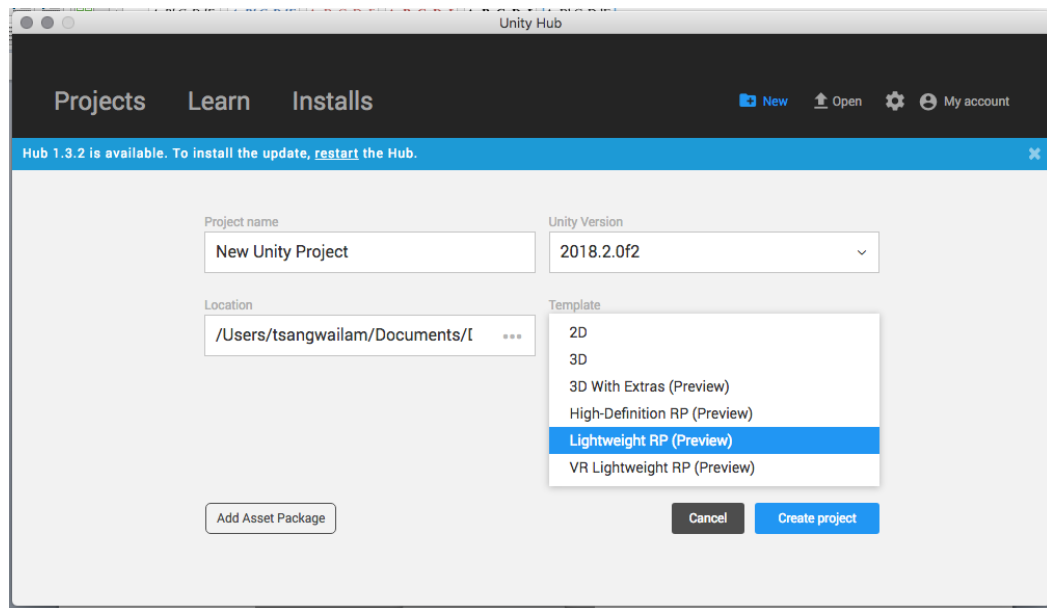 Unity Hub
Projects Learn Installs New Open My account
Hub 1.3.2 is available. To install the update, restart the Hub.
Project name Unity Version
New Unity Project 2018.2.0f2
Location Template
/Users/tsangwailam/Documents/
2D
3D
3D With Extras (Preview)
High-Definition RP (Preview)
Lightweight RP (Preview)
VR Lightweight RP (Preview)
Add Asset Package Cancel Create project